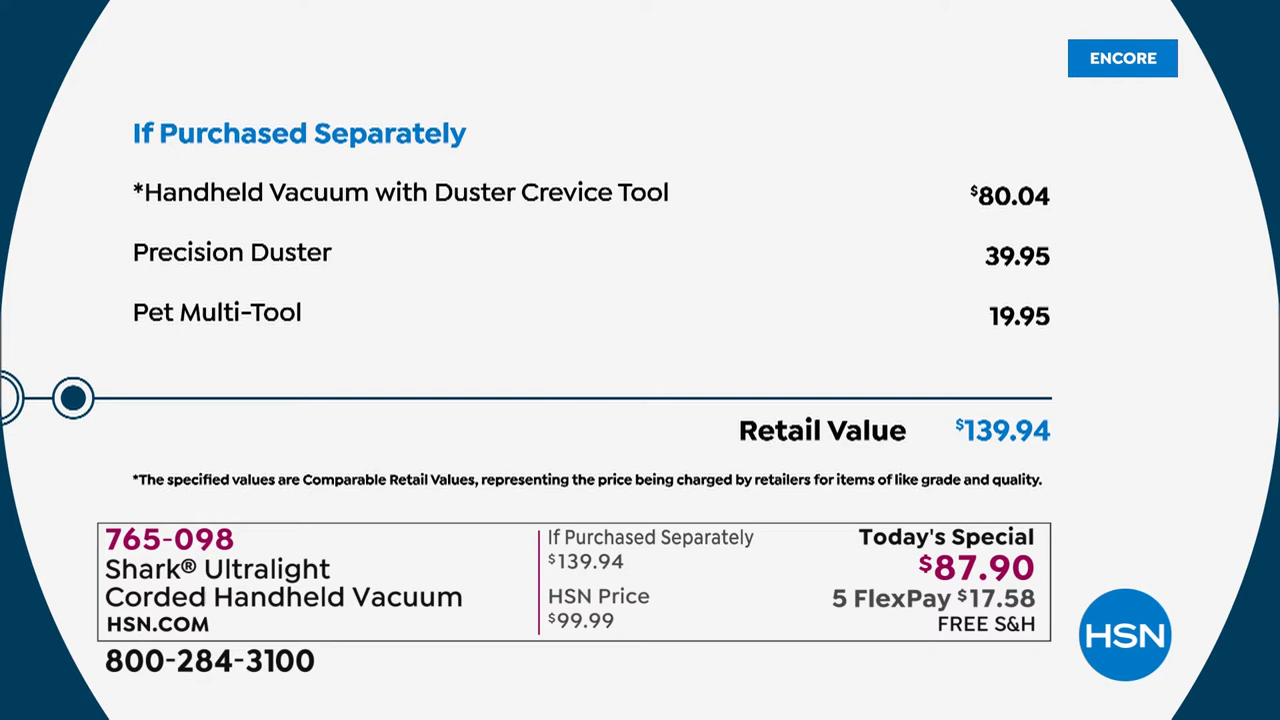 ENCORE
If Purchased Separately
*Handheld Vacuum with Duster Crevice Tool $80.04
Precision Duster 39.95
Pet Multi-Tool 19.95
Retail Value $139.94
*The specified values are Comparable Retail Values, representing the price being charged by retailers for items of like grade and quality.
765-098
Shark® Ultralight
Corded Handheld Vacuum
HSN.COM
If Purchased Separately
$139.94
HSN Price
$99.99
Today's Special
$87.90
5 FlexPay $17.58
FREE S&H
HSN
800-284-3100